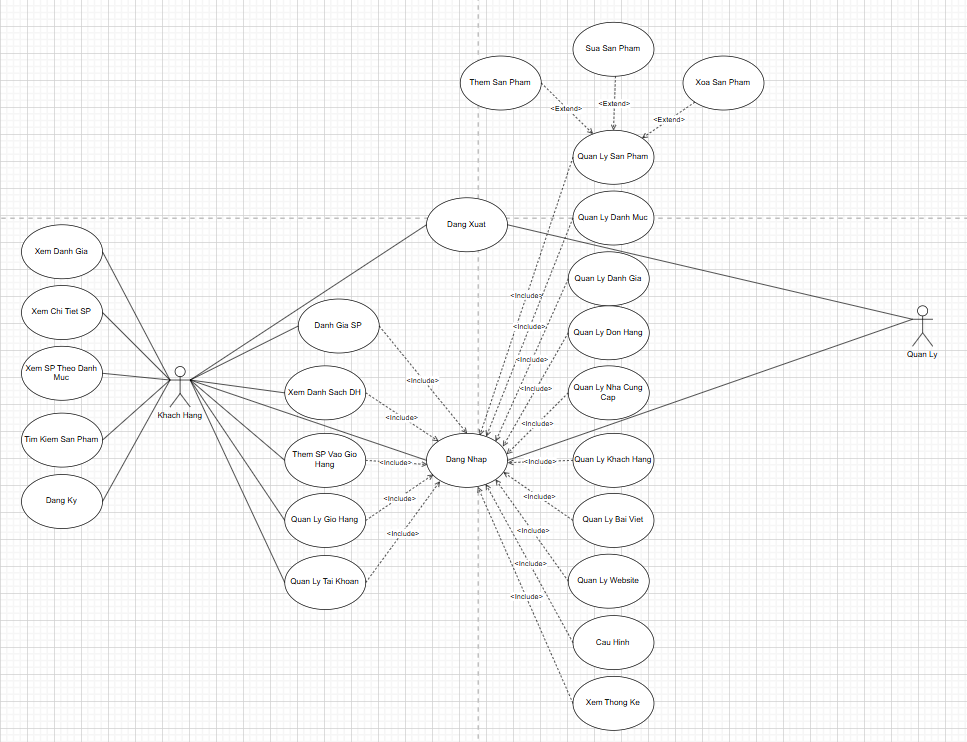 Sua San Pham
Them San Pham
Xoa San Pham
<Extend>
<Extend>
<Extend>
Quan Ly San Pham
Dang Xuat
Quan Ly Danh Muc
Xem Danh Gia
Quan Ly Danh Gia
<Include>
Xem Chi Tiet SP
Danh Gia SP
<Include>
Quan Ly Don Hang
Quan Ly
<Include>
Xem SP Theo Danh
Muc
Khach Hang
<Include>
Xem Danh Sach DH
<Include>
Quan Ly Nha Cung
Cap
<Include>
<Include>
Tim Kiem San Pham
Them SP Vao Gio
Hang
<Include>
Dang Nhap
<Include>
Quan Ly Khach Hang
Dang Ky
<Include>
<Include>
Quan Ly Gio Hang
Quan Ly Bai Viet
<Include>
<Include>
<Include>
Quan Ly Tai Khoan
Quan Ly Website
<Include>
Cau Hinh
Xem Thong Ke